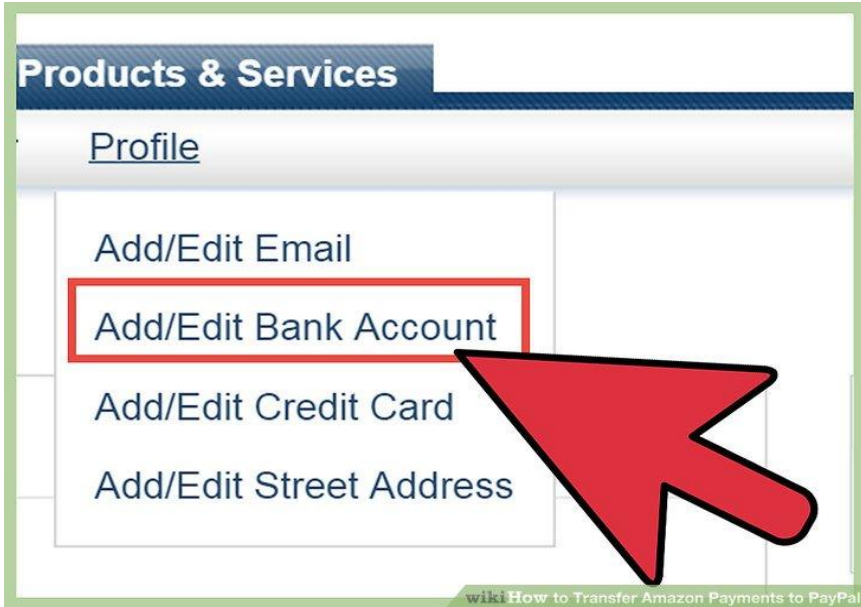 Products & Services
Profile
Add/Edit Email
Add/Edit Bank Account
Add/Edit Credit Card
Add/Edit Street Address
wikiHow to Transfer Amazon Payments to PayPal